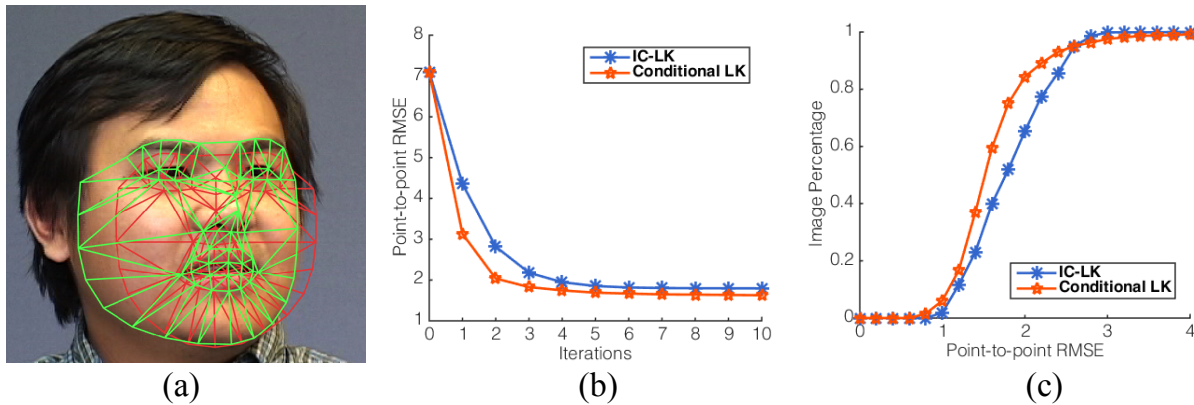 8
7
6
5
4
3
2
1
0 1 2 3 4 5 6 7 8 9 10
Point-to-point RMSE
Iterations
IC-LK
Conditional LK
1
0.8
0.6
0.4
0.2
0
0 1 2 3 4
Image Percentage
Point-to-point RMSE
IC-LK
Conditional LK
(a)
(b)
(c)